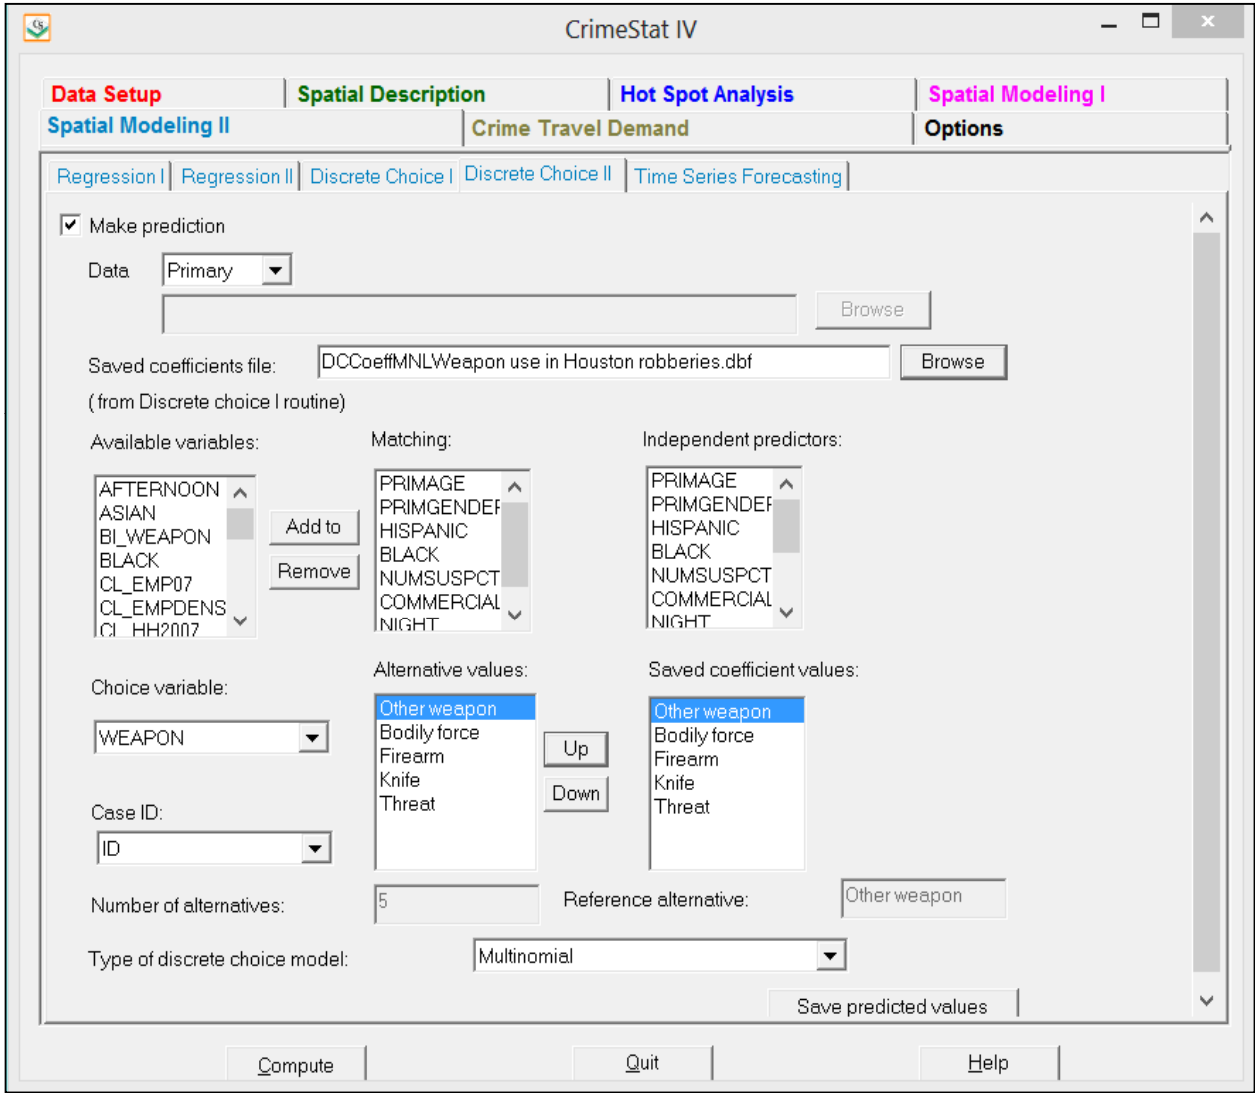 CrimeStat IV
Data Setup
Spatial Description
Hot Spot Analysis
Spatial Modeling I
Spatial Modeling II
Crime Travel Demand
Options
Regression I
Regression II
Discrete Choice I
Discrete Choice II
Time Series Forecasting
Make prediction
Data
Primary
Browse
Saved coefficients file:
DCCoeffMNLWeapon use in Houston robberies.dbf
Browse
( from Discrete choice I routine)
Available variables:
AFTERNOON
ASIAN
BI_WEAPON
BLACK
CL_EMP07
CL_EMPDENS
CL_HH2007
Add to
Remove
Matching:
PRIMAGE
PRIMGENDER
HISPANIC
BLACK
NUMSUSPCT
COMMERCIAL
NIGHT
Independent predictors:
PRIMAGE
PRIMGENDER
HISPANIC
BLACK
NUMSUSPCT
COMMERCIAL
NIGHT
Choice variable:
WEAPON
Case ID:
ID
Alternative values:
Other weapon
Bodily force
Firearm
Knife
Threat
Up
Down
Saved coefficient values:
Other weapon
Bodily force
Firearm
Knife
Threat
Number of alternatives:
5
Reference alternative:
Other weapon
Type of discrete choice model:
Multinomial
Save predicted values
Compute
Quit
Help